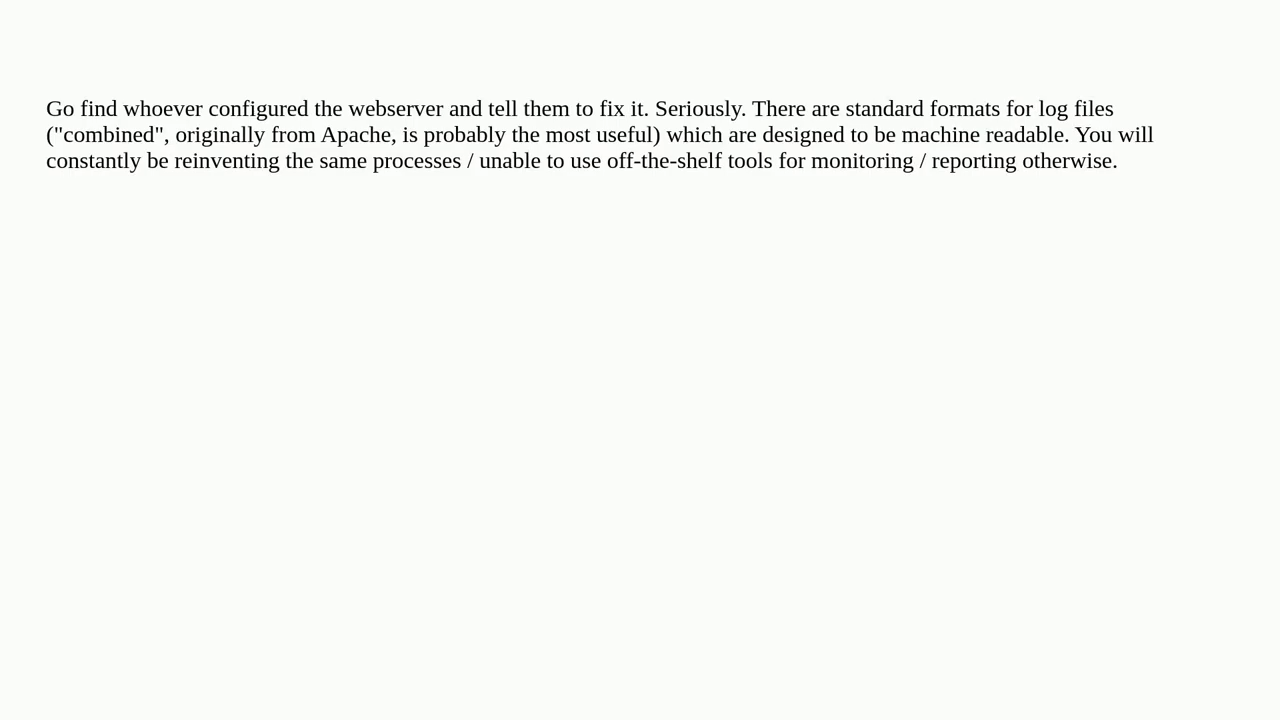 Go find whoever configured the webserver and tell them to fix it. Seriously. There are standard formats for log files
("combined", originally from Apache, is probably the most useful) which are designed to be machine readable. You will
constantly be reinventing the same processes / unable to use off-the-shelf tools for monitoring / reporting otherwise.